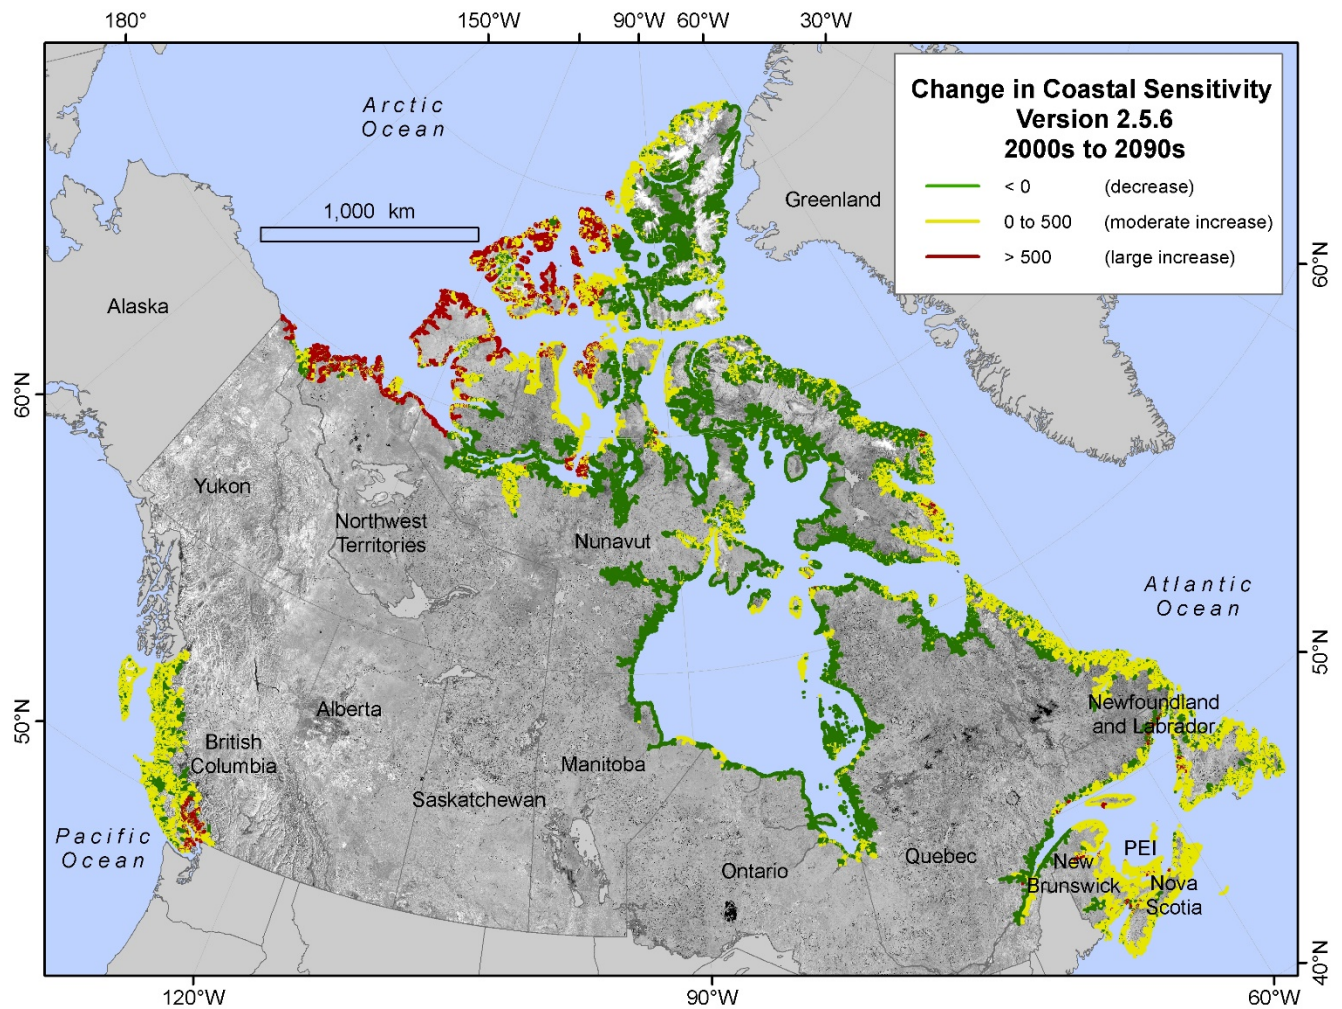 180°
150°W
90°W
60°W
30°W
Arctic
Ocean
Change in Coastal Sensitivity
Version 2.5.6
2000s to 2090s
< 0 (decrease)
0 to 500 (moderate increase)
> 500 (large increase)
1,000 km
Greenland
60°N
Alaska
60°N
Yukon
Northwest
Territories
Nunavut
Atlantic
Ocean
50°N
50°N
Newfoundland
and Labrador
Alberta
British
Columbia
Manitoba
Saskatchewan
Pacific
Ocean
Ontario
Quebec
PEI
New
Brunswick
Nova
Scotia
40°N
120°W
90°W
60°W